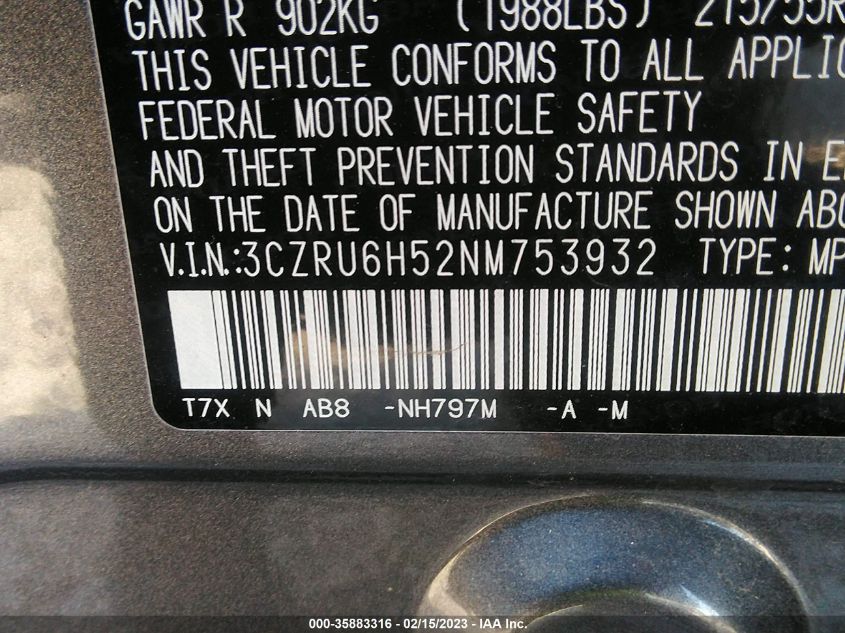 GAWR R 902KG (1988LBS) 215/55R
THIS VEHICLE CONFORMS TO ALL APPLIC
FEDERAL MOTOR VEHICLE SAFETY
AND THEFT PREVENTION STANDARDS IN E
ON THE DATE OF MANUFACTURE SHOWN ABO
V.I.N.:3CZRU6H52NM753932 TYPE: MP
T7X N AB8 -NH797M -A -M
000-35883316 - 02/15/2023 - IAA, Inc.